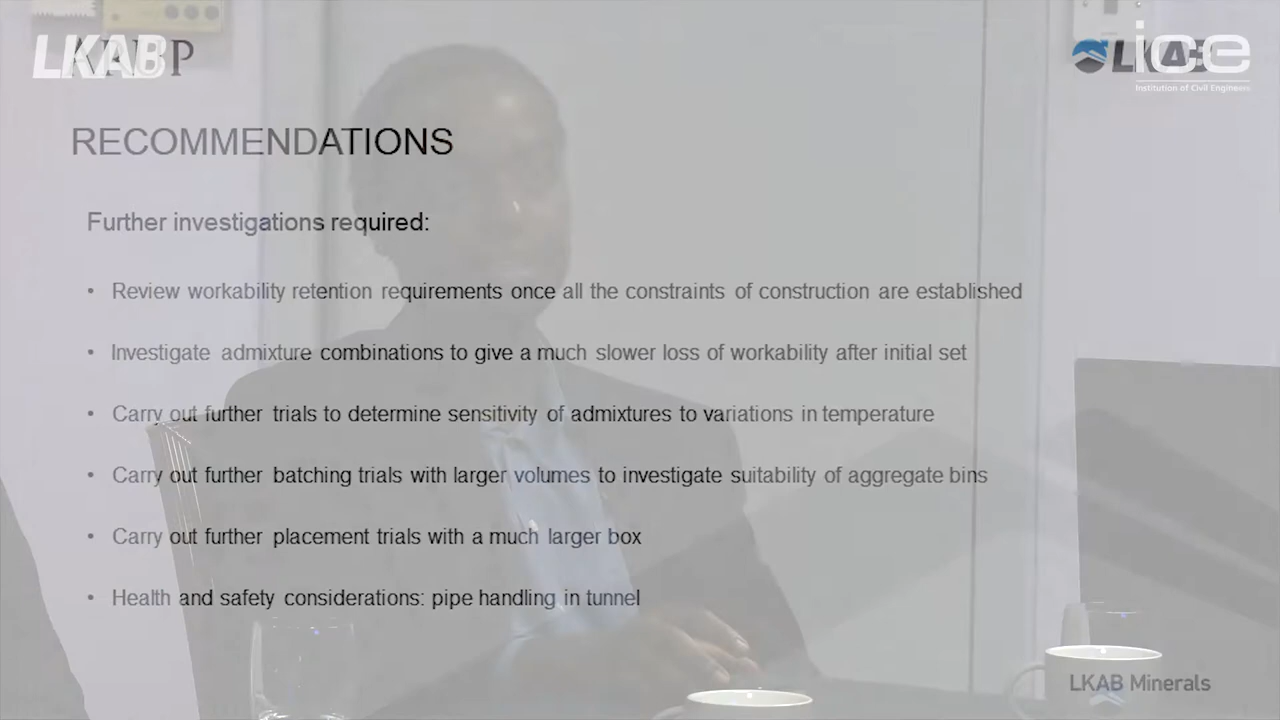 LKAB
ice
Institution of Civil Engineers
RECOMMENDATIONS
Further investigations required:
• Review workability retention requirements once all the constraints of construction are established
• Investigate admixture combinations to give a much slower loss of workability after initial set
• Carry out further trials to determine sensitivity of admixtures to variations in temperature
• Carry out further batching trials with larger volumes to investigate suitability of aggregate bins
• Carry out further placement trials with a much larger box
• Health and safety considerations: pipe handling in tunnel
LKAB Minerals